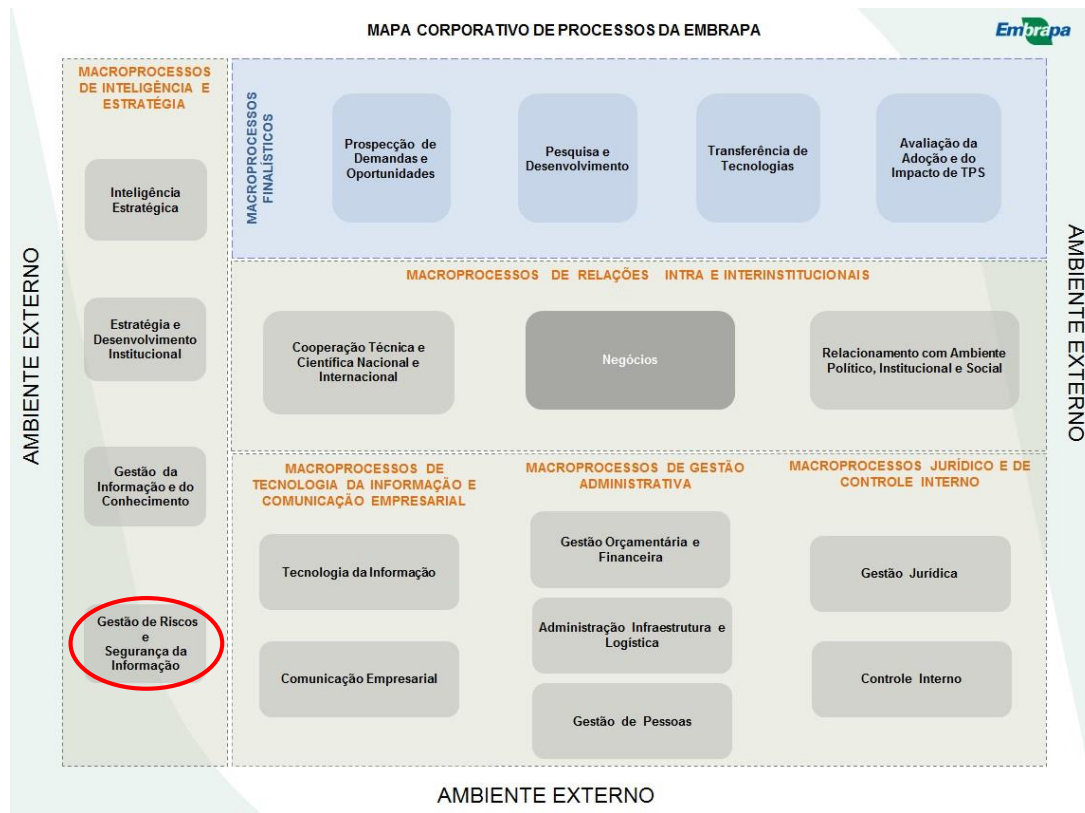 MAPA CORPORATIVO DE PROCESSOS DA EMBRAPA
Embrapa
MACROPROCESSOS
DE INTELIGÊNCIA E
ESTRATÉGIA
Inteligência
Estratégica
Estratégia e
Desenvolvimento
Institucional
Gestão da
Informação e do
Conhecimento
Gestão de Riscos
e
Segurança da
Informação
MACROPROCESSOS
FINALÍSTICOS
Prospecção de
Demandas e
Oportunidades
Pesquisa e
Desenvolvimento
Transferência de
Tecnologias
Avaliação da
Adoção e do
Impacto de TPS
MACROPROCESSOS DE RELAÇÕES INTRA E INTERINSTITUCIONAIS
Cooperação Técnica e
Científica Nacional e
Internacional
Negócios
Relacionamento com Ambiente
Político, Institucional e Social
MACROPROCESSOS DE
TECNOLOGIA DA INFORMAÇÃO E
COMUNICAÇÃO EMPRESARIAL
Tecnologia da Informação
Comunicação Empresarial
MACROPROCESSOS DE GESTÃO
ADMINISTRATIVA
Gestão Orçamentária e
Financeira
Administração Infraestrutura e
Logística
Gestão de Pessoas
MACROPROCESSOS JURÍDICO E DE
CONTROLE INTERNO
Gestão Jurídica
Controle Interno
AMBIENTE EXTERNO
AMBIENTE EXTERNO
AMBIENTE EXTERNO